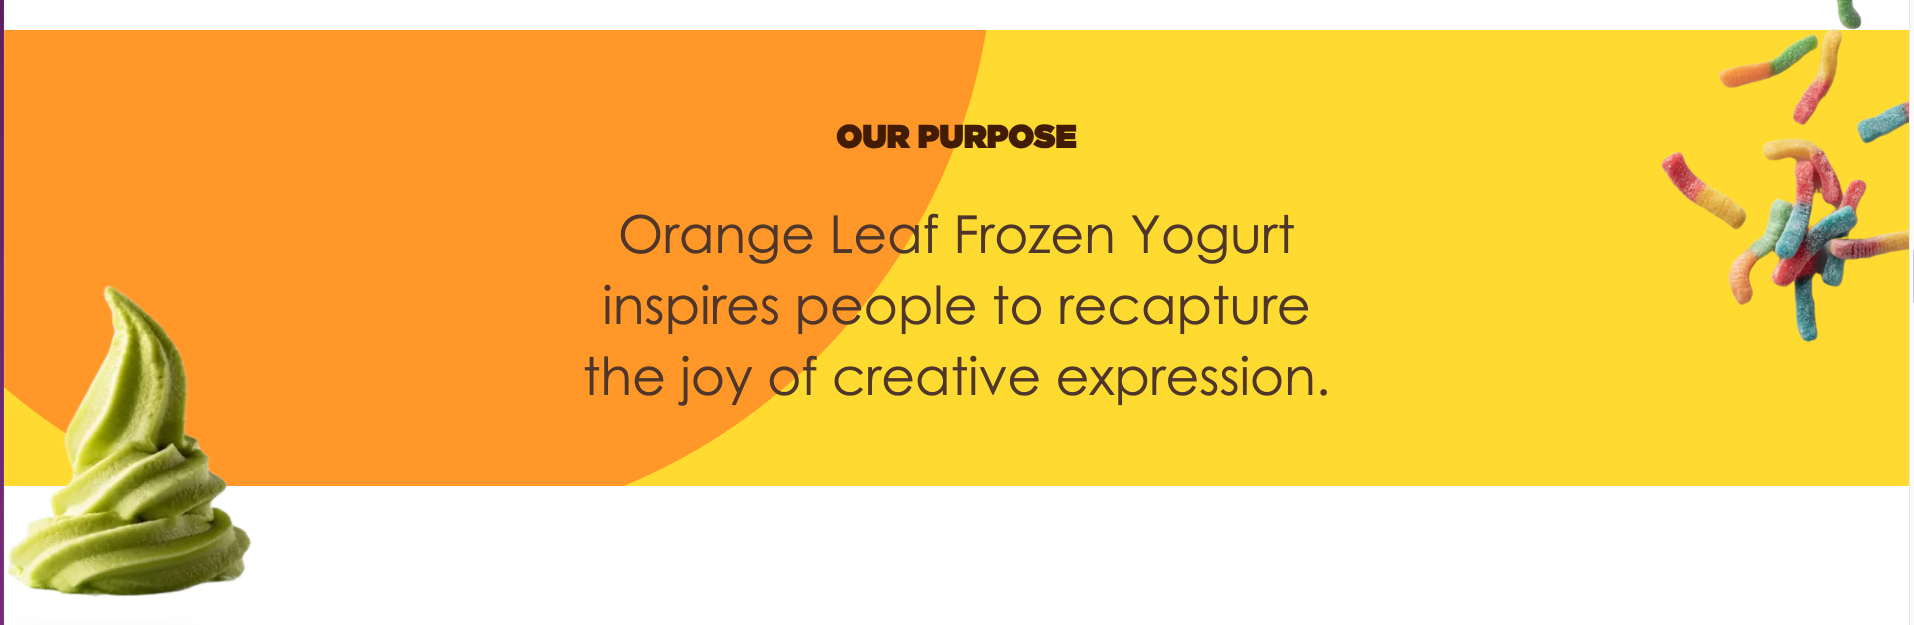 OUR PURPOSE
Orange Leaf Frozen Yogurt
inspires people to recapture
the joy of creative expression.